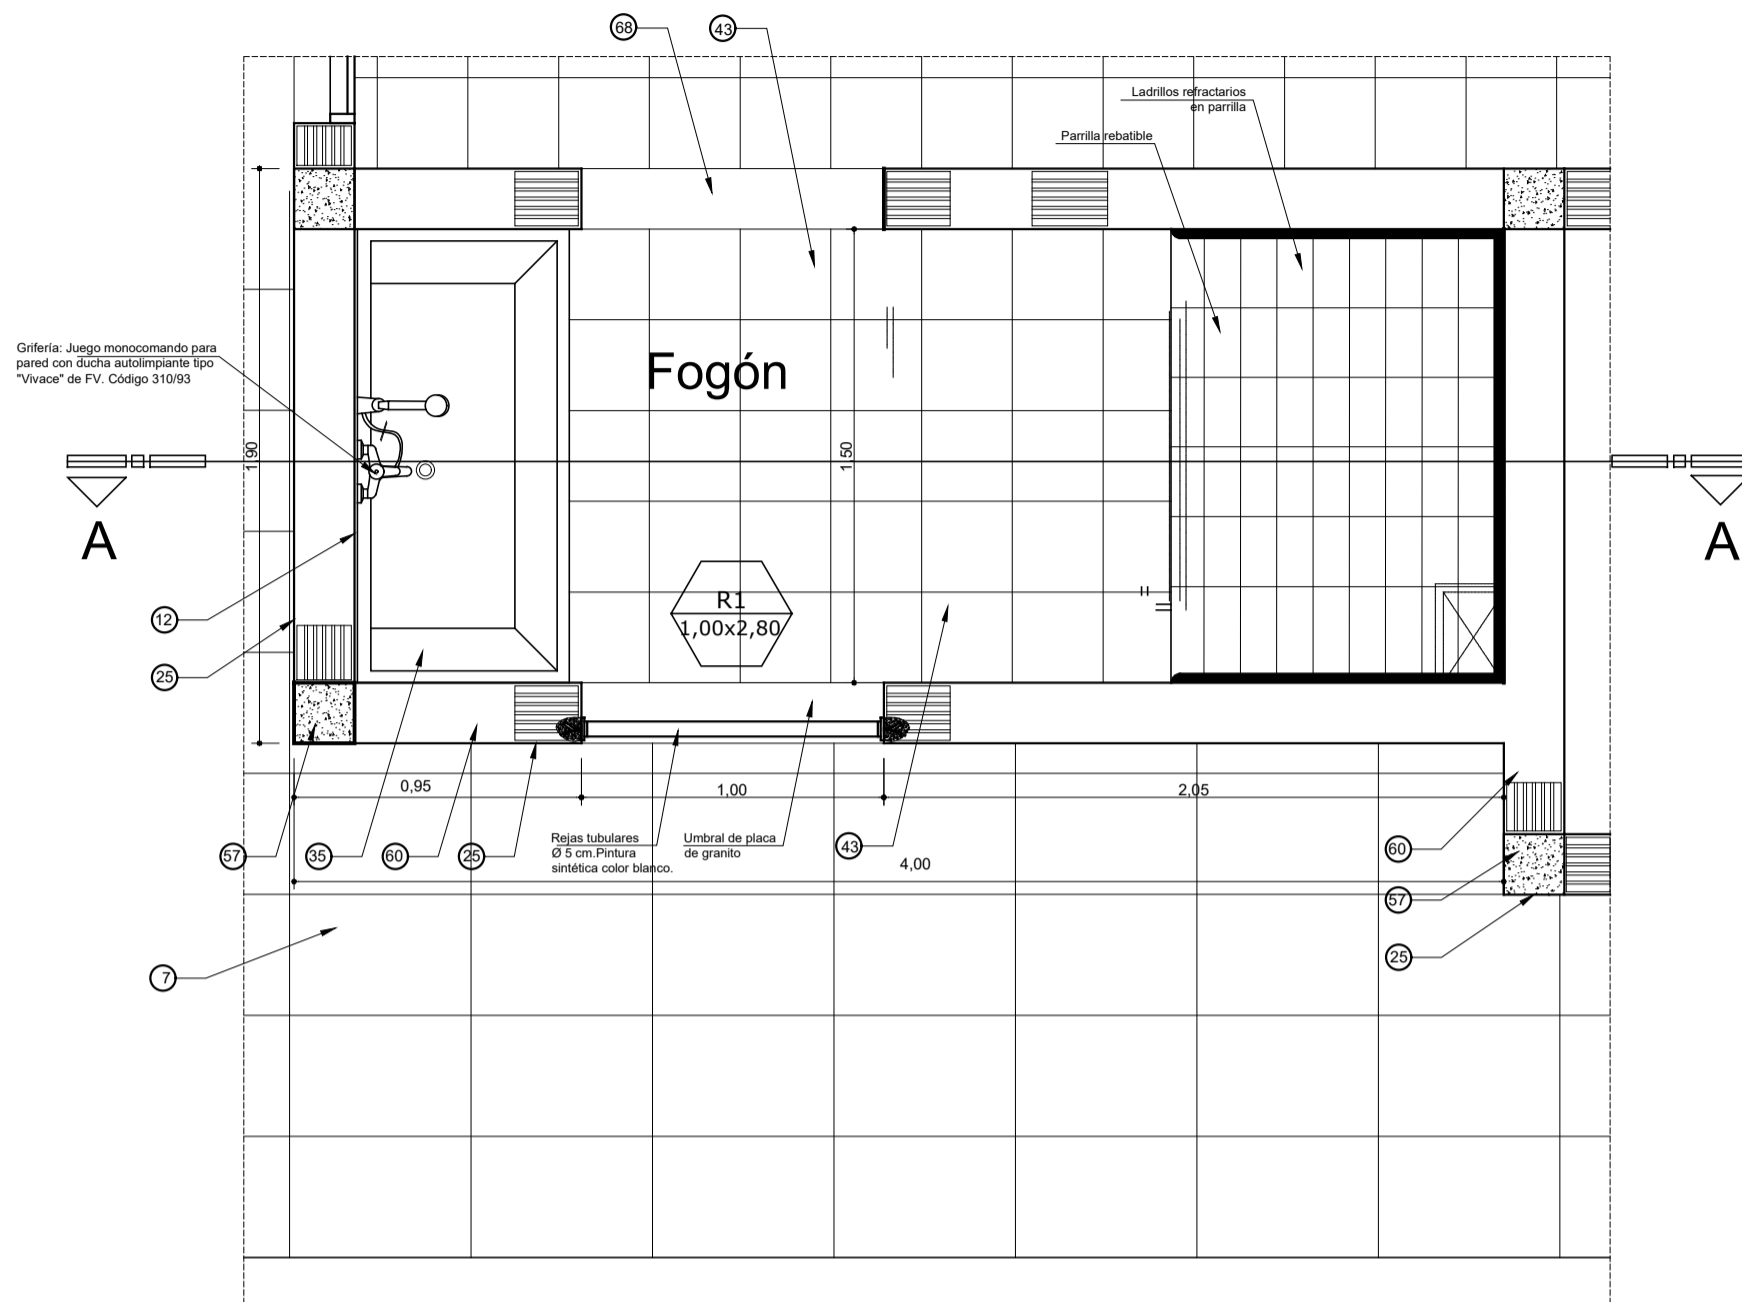 68
43
Ladrillos refractarios
en parrilla
Parrilla rebatible
Grifería: Juego monocomando para
pared con ducha autolimpiante tipo
"Vivace" de FV. Código 310/93
Fogón
1,90
1,50
A
A
R1
1,00x2,80
12
25
0,95
1,00
2,05
57
35
60
25
Rejas tubulares
Ø 5 cm.Pintura
sintética color blanco.
Umbral de placa
de granito
43
4,00
60
57
25
7